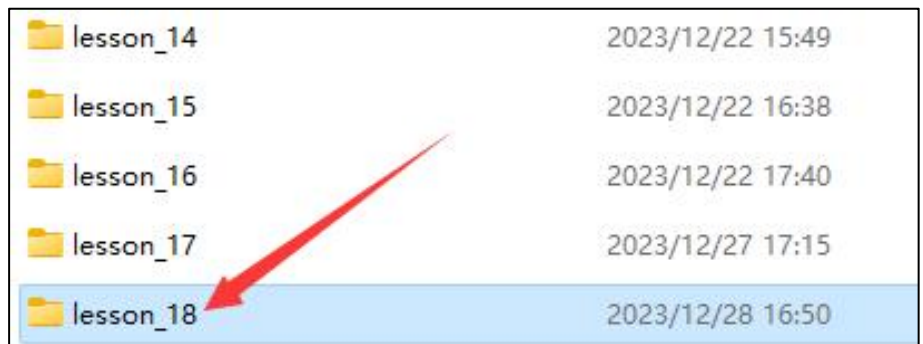 lesson_14 2023/12/22 15:49
lesson_15 2023/12/22 16:38
lesson_16 2023/12/22 17:40
lesson_17 2023/12/27 17:15
lesson_18 2023/12/28 16:50